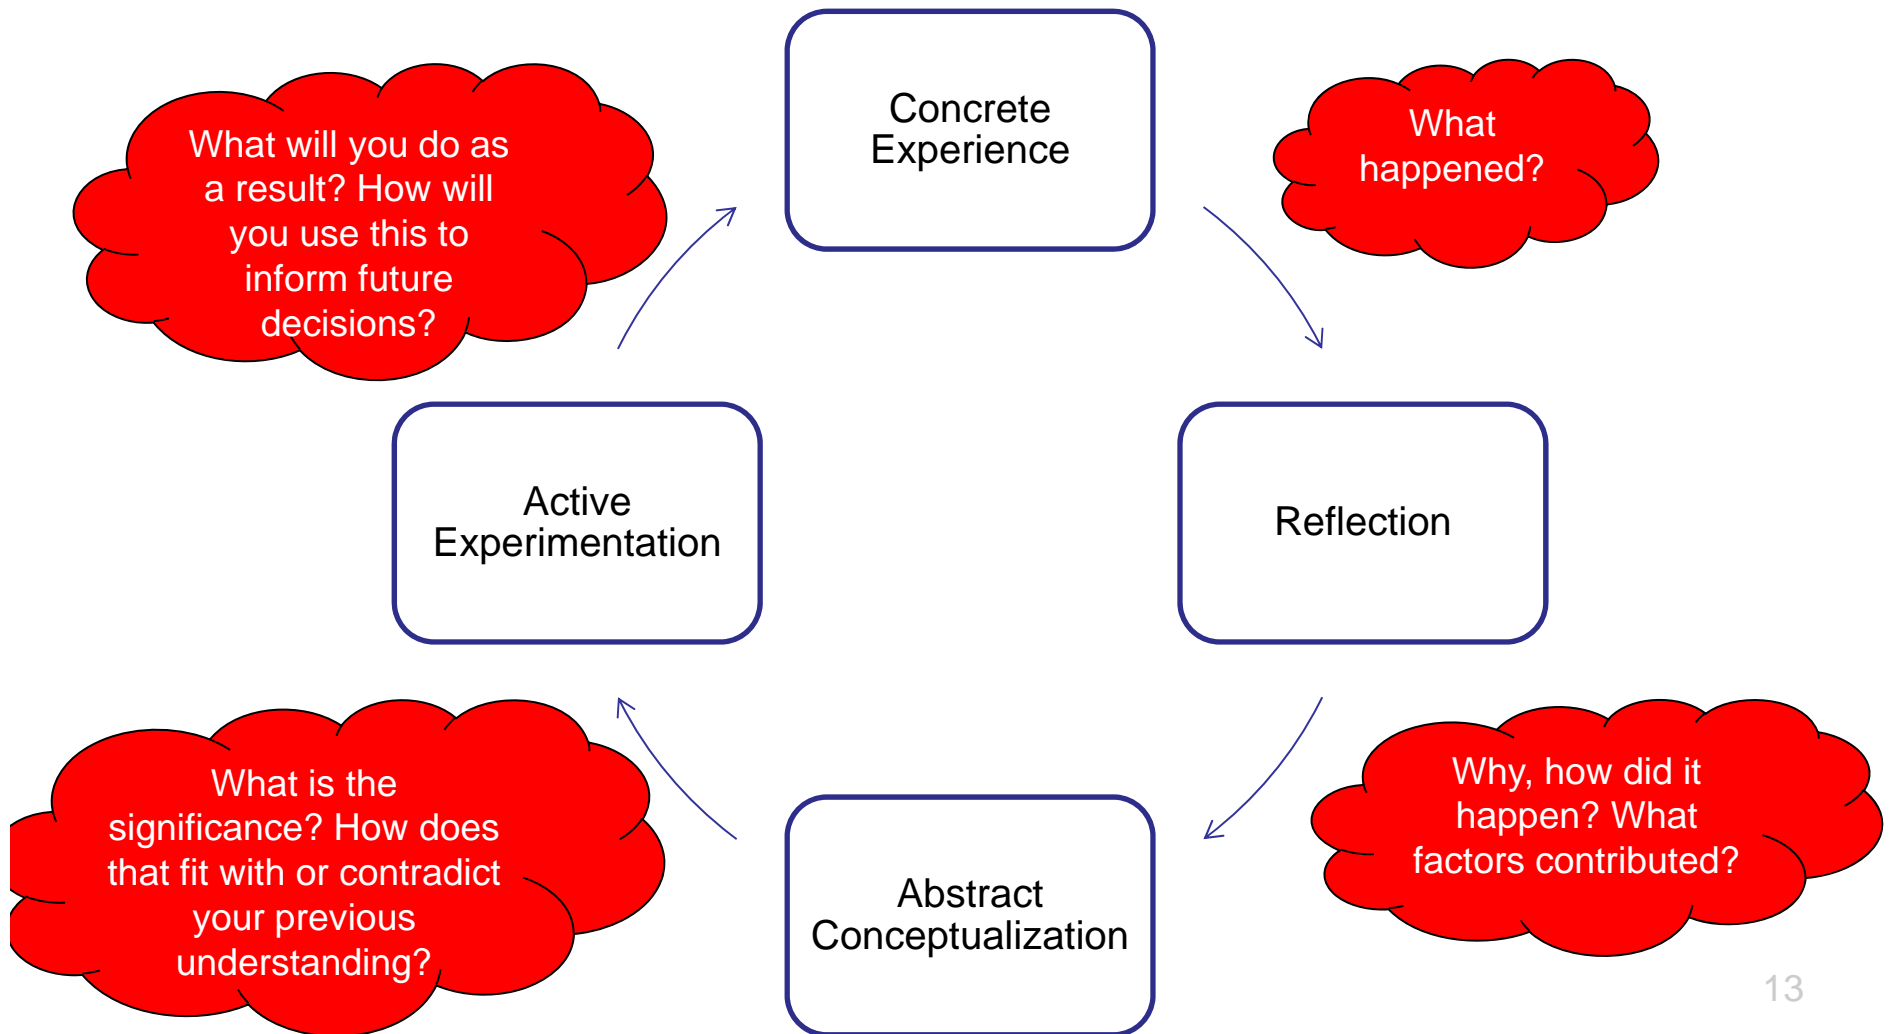 Concrete
Experience
What
happened?
What will you do as
a result? How will
you use this to
inform future
decisions?
Active
Experimentation
Reflection
What is the
significance? How does
that fit with or contradict
your previous
understanding?
Abstract
Conceptualization
Why, how did it
happen? What
factors contributed?
13